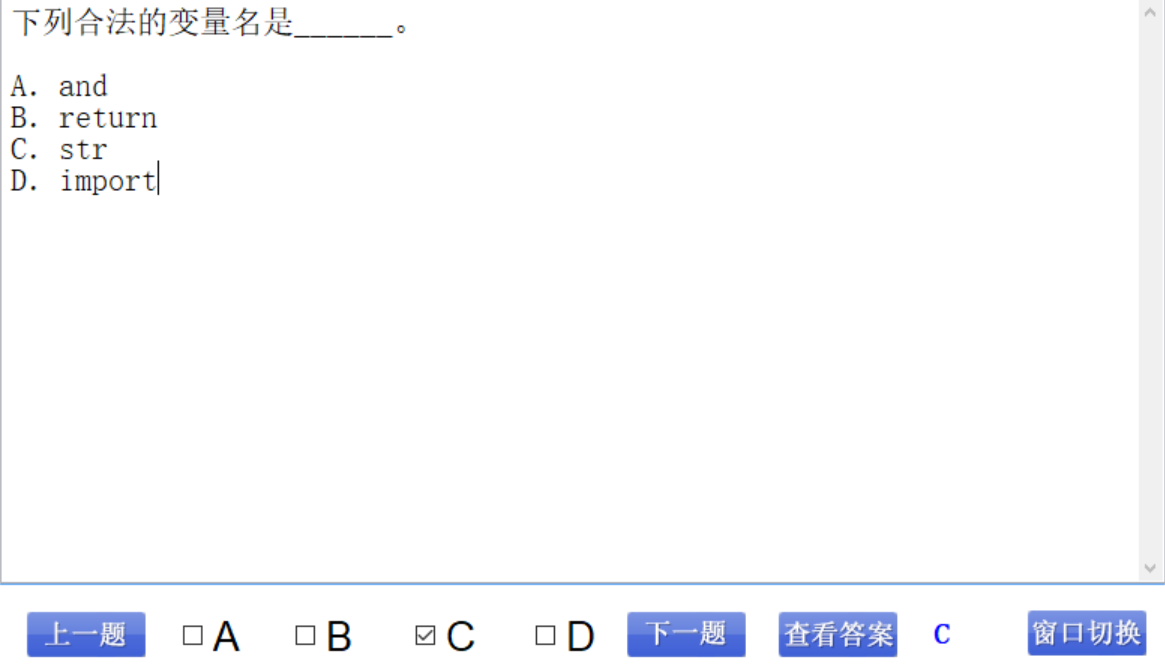 下列合法的变量名是______。
A. and
B. return
C. str
D. import
上一题 A B C D 下一题 查看答案 C 窗口切换